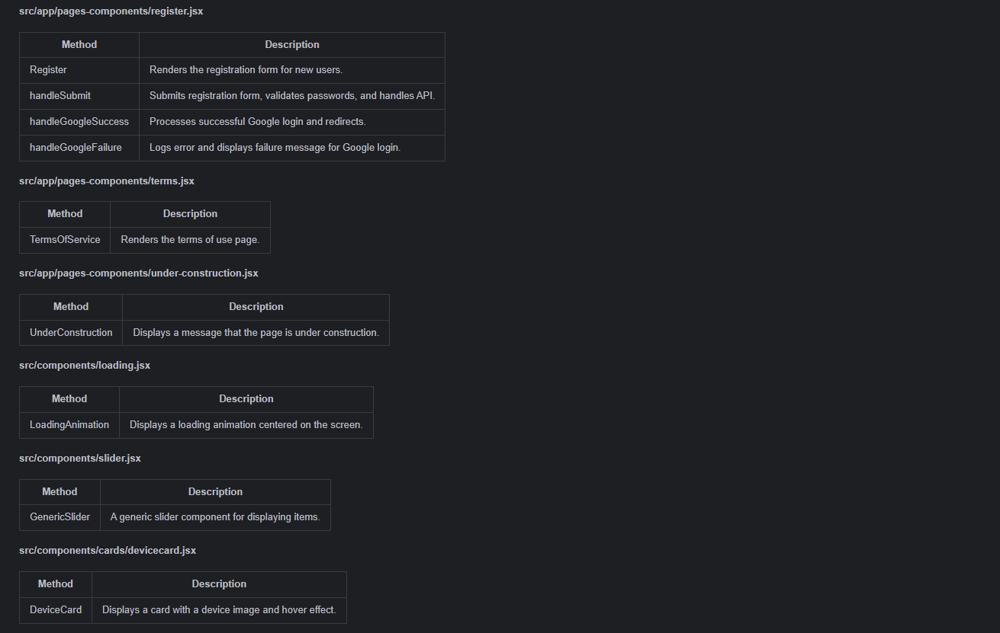 src/app/pages-components/register.jsx
Method Description
Register Renders the registration form for new users.
handleSubmit Submits registration form, validates passwords, and handles API.
handleGoogleSuccess Processes successful Google login and redirects.
handleGoogleFailure Logs error and displays failure message for Google login.
src/app/pages-components/terms.jsx
Method Description
TermsOfService Renders the terms of use page.
src/app/pages-components/under-construction.jsx
Method Description
UnderConstruction Displays a message that the page is under construction.
src/components/loading.jsx
Method Description
LoadingAnimation Displays a loading animation centered on the screen.
src/components/slider.jsx
Method Description
GenericSlider A generic slider component for displaying items.
src/components/cards/devicecard.jsx
Method Description
DeviceCard Displays a card with a device image and hover effect.